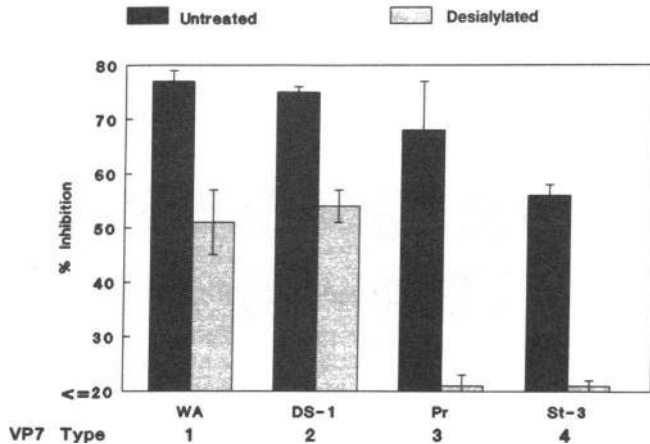 Untreated Desialylated
80
70
60
50
40
30
<=20
% Inhibition
WA DS-1 Pr St-3
VP7 Type 1 2 3 4